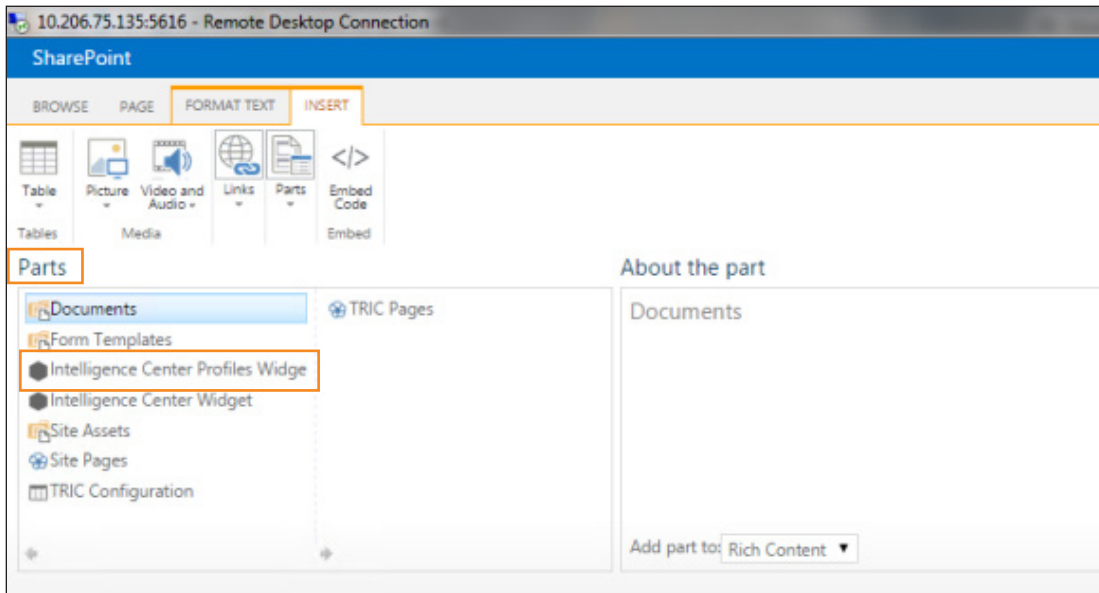 10.206.75.135:5616 - Remote Desktop Connection
SharePoint
BROWSE PAGE FORMAT TEXT INSERT
Table Picture Video and Audio Links Parts Embed Code
Tables Media Embed
Parts
Documents
Form Templates
Intelligence Center Profiles Widge
Intelligence Center Widget
Site Assets
Site Pages
TRIC Configuration
TRIC Pages
About the part
Documents
Add part to: Rich Content